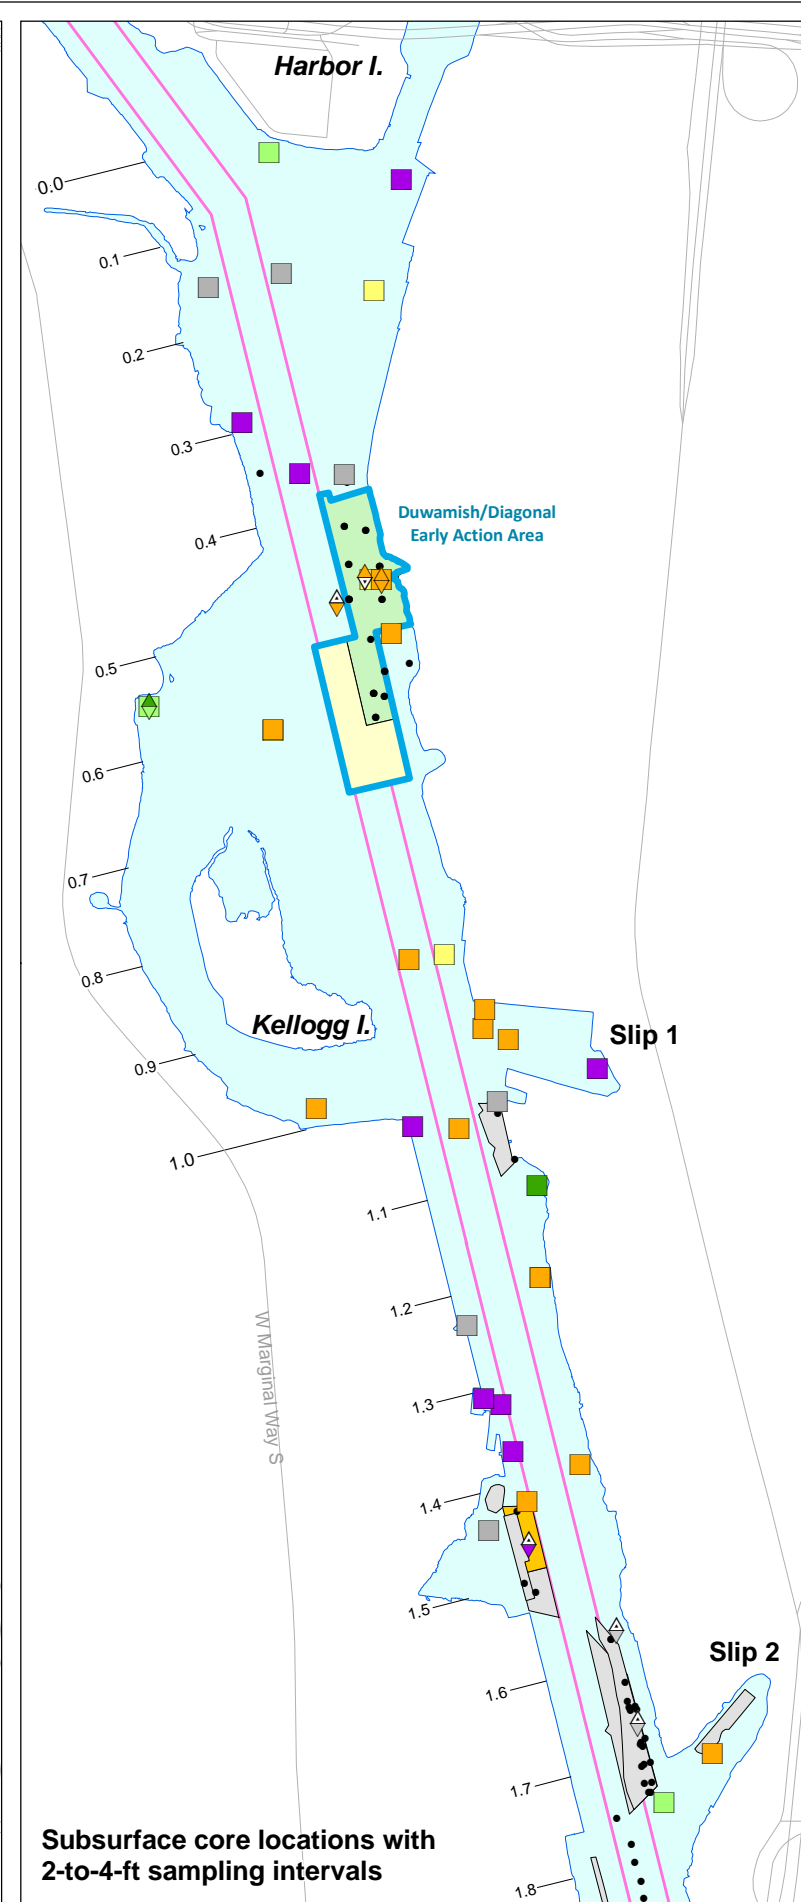 Harbor I.
0.0
0.1
0.2
0.3
0.4
Duwamish/Diagonal
Early Action Area
0.5
0.6
0.7
0.8
Kellogg I.
Slip 1
0.9
1.0
1.1
1.2
W Marginal Way S
1.3
1.4
1.5
Slip 2
1.6
1.7
Subsurface core locations with
2-to-4-ft sampling intervals
1.8